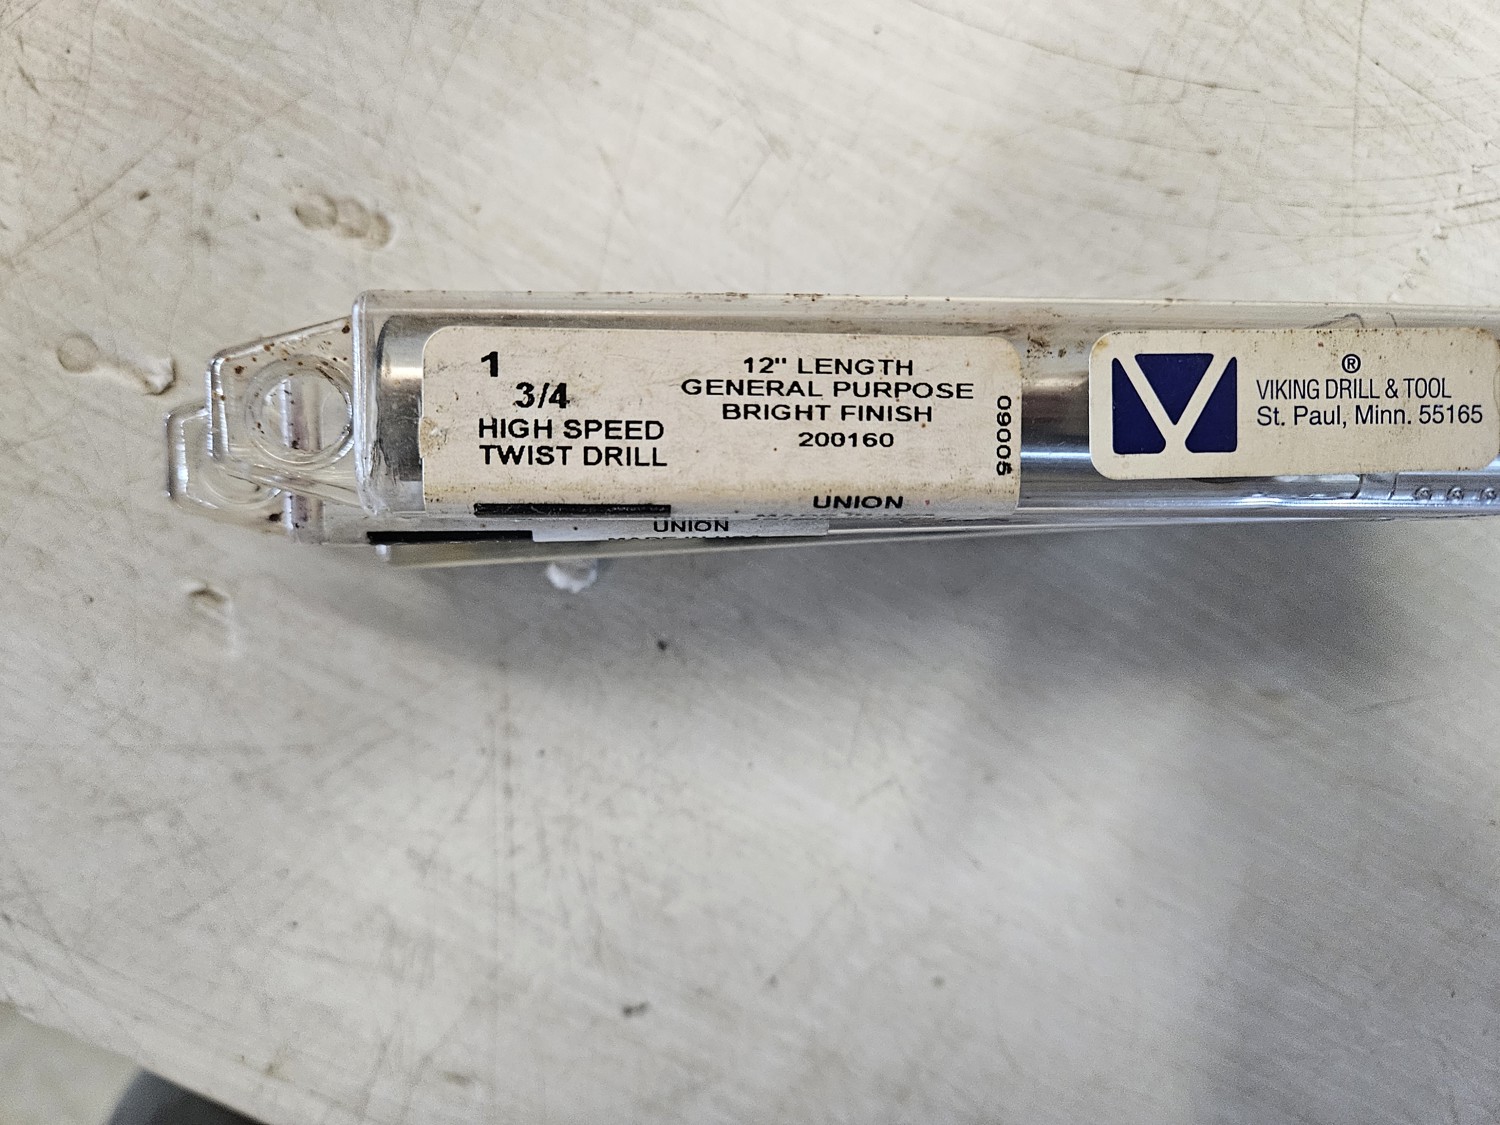 1
3/4
HIGH SPEED
TWIST DRILL
12" LENGTH
GENERAL PURPOSE
BRIGHT FINISH
200160
UNION
09005
®
VIKING DRILL & TOOL
St. Paul, Minn. 55165
UNION